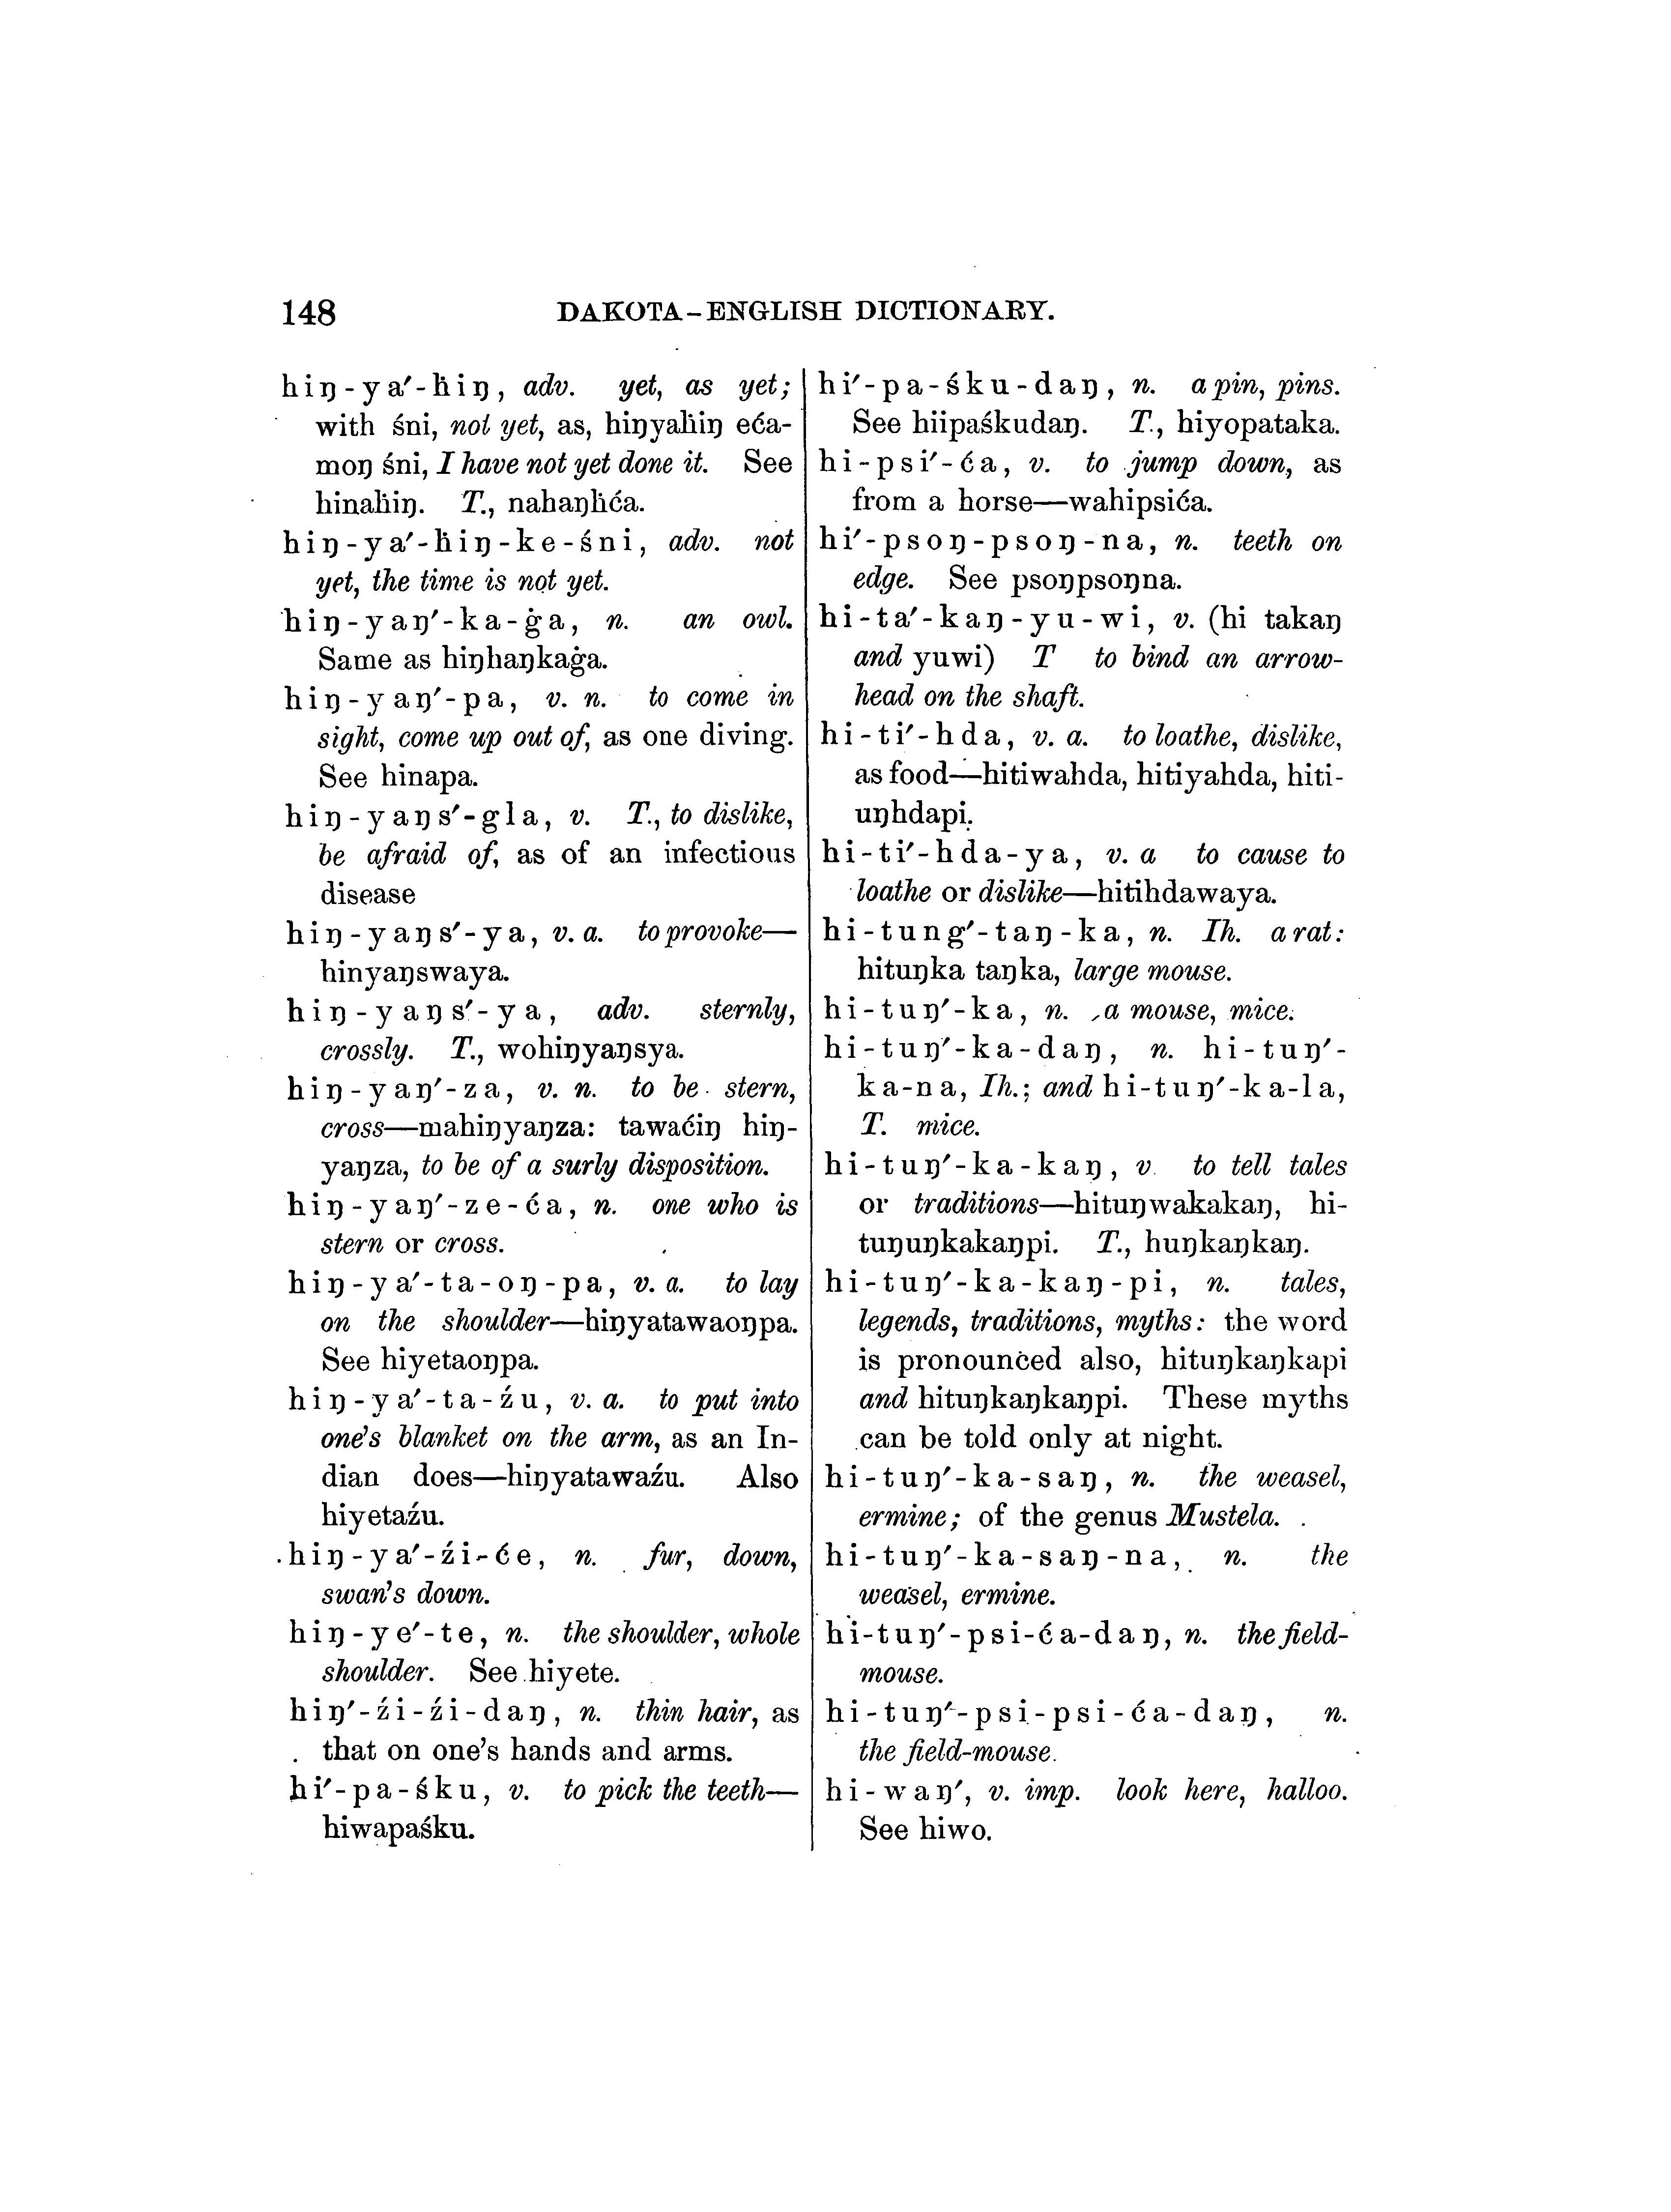 148 DAKOTA-ENGLISH DICTIONARY.
hiŋ-ya′-ḣiŋ, adv. yet, as yet;
with śni, not yet, as, hiŋyaḣiŋ eća-
moŋ śni, I have not yet done it. See
hinaḣiŋ. T., nahaŋḣća.
hiŋ-ya′-ḣiŋ-ke-śni, adv. not
yet, the time is not yet.
hiŋ-yaŋ′-ka-ġa, n. an owl.
Same as hiŋhaŋkaġa.
hiŋ-yaŋ′-pa, v. n. to come in
sight, come up out of, as one diving.
See hinapa.
hiŋ-yaŋs′-gla, v. T., to dislike,
be afraid of, as of an infectious
disease
hiŋ-yaŋs′-ya, v. a. to provoke—
hinyaŋswaya.
hiŋ-yaŋs′-ya, adv. sternly,
crossly. T., wohiŋyaŋsya.
hiŋ-yaŋ′-za, v. n. to be stern,
cross—mahiŋyaŋza: tawaćiŋ hiŋ-
yaŋza, to be of a surly disposition.
hiŋ-yaŋ′-ze-ća, n. one who is
stern or cross.
hiŋ-ya′-ta-oŋ-pa, v. a. to lay
on the shoulder—hiŋyatawaoŋpa.
See hiyetaoŋpa.
hiŋ-ya′-ta-źu, v. a. to put into
one's blanket on the arm, as an In-
dian does—hiŋyatawaźu. Also
hiyetaźu.
hiŋ-ya′-źi-će, n. fur, down,
swan's down.
hiŋ-ye′-te, n. the shoulder, whole
shoulder. See hiyete.
hiŋ′-źi-źi-daŋ, n. thin hair, as
that on one's hands and arms.
hi′-pa-śku, v. to pick the teeth—
hiwapaśku.
hi′-pa-śku-daŋ, n. a pin, pins.
See hiipaśkudaŋ. T., hiyopataka.
hi-psi′-ća, v. to jump down, as
from a horse—wahipsića.
hi′-psoŋ-psoŋ-na, n. teeth on
edge. See psoŋpsoŋna.
hi-ta′-kaŋ-yu-wi, v. (hi takaŋ
and yuwi) T to bind an arrow-
head on the shaft.
hi-ti′-hda, v. a. to loathe, dislike,
as food—hitiwahda, hitiyahda, hiti-
uŋhdapi.
hi-ti′-hda-ya, v. a to cause to
loathe or dislike—hitihdawaya.
hi-tung′-taŋ-ka, n. Ih. a rat:
hituŋka taŋka, large mouse.
hi-tuŋ′-ka, n. a mouse, mice.
hi-tuŋ′-ka-daŋ, n. hi-tuŋ′-
ka-na, Ih.; and hi-tuŋ′-ka-la,
T. mice.
hi-tuŋ′-ka-kaŋ, v to tell tales
or traditions—hituŋwakakaŋ, hi-
tuŋuŋkakaŋpi. T., huŋkaŋkaŋ.
hi-tuŋ′-ka-kaŋ-pi, n. tales,
legends, traditions, myths: the word
is pronounced also, hituŋkaŋkapi
and hituŋkaŋkaŋpi. These myths
can be told only at night.
hi-tuŋ′-ka-saŋ, n. the weasel,
ermine; of the genus Mustela.
hi-tuŋ′-ka-saŋ-na, n. the
weasel, ermine.
hi-tuŋ′-psi-ća-daŋ, n. the field-
mouse.
hi-tuŋ′-psi-psi-ća-daŋ, n.
the field-mouse.
hi-waŋ′, v. imp. look here, halloo.
See hiwo.